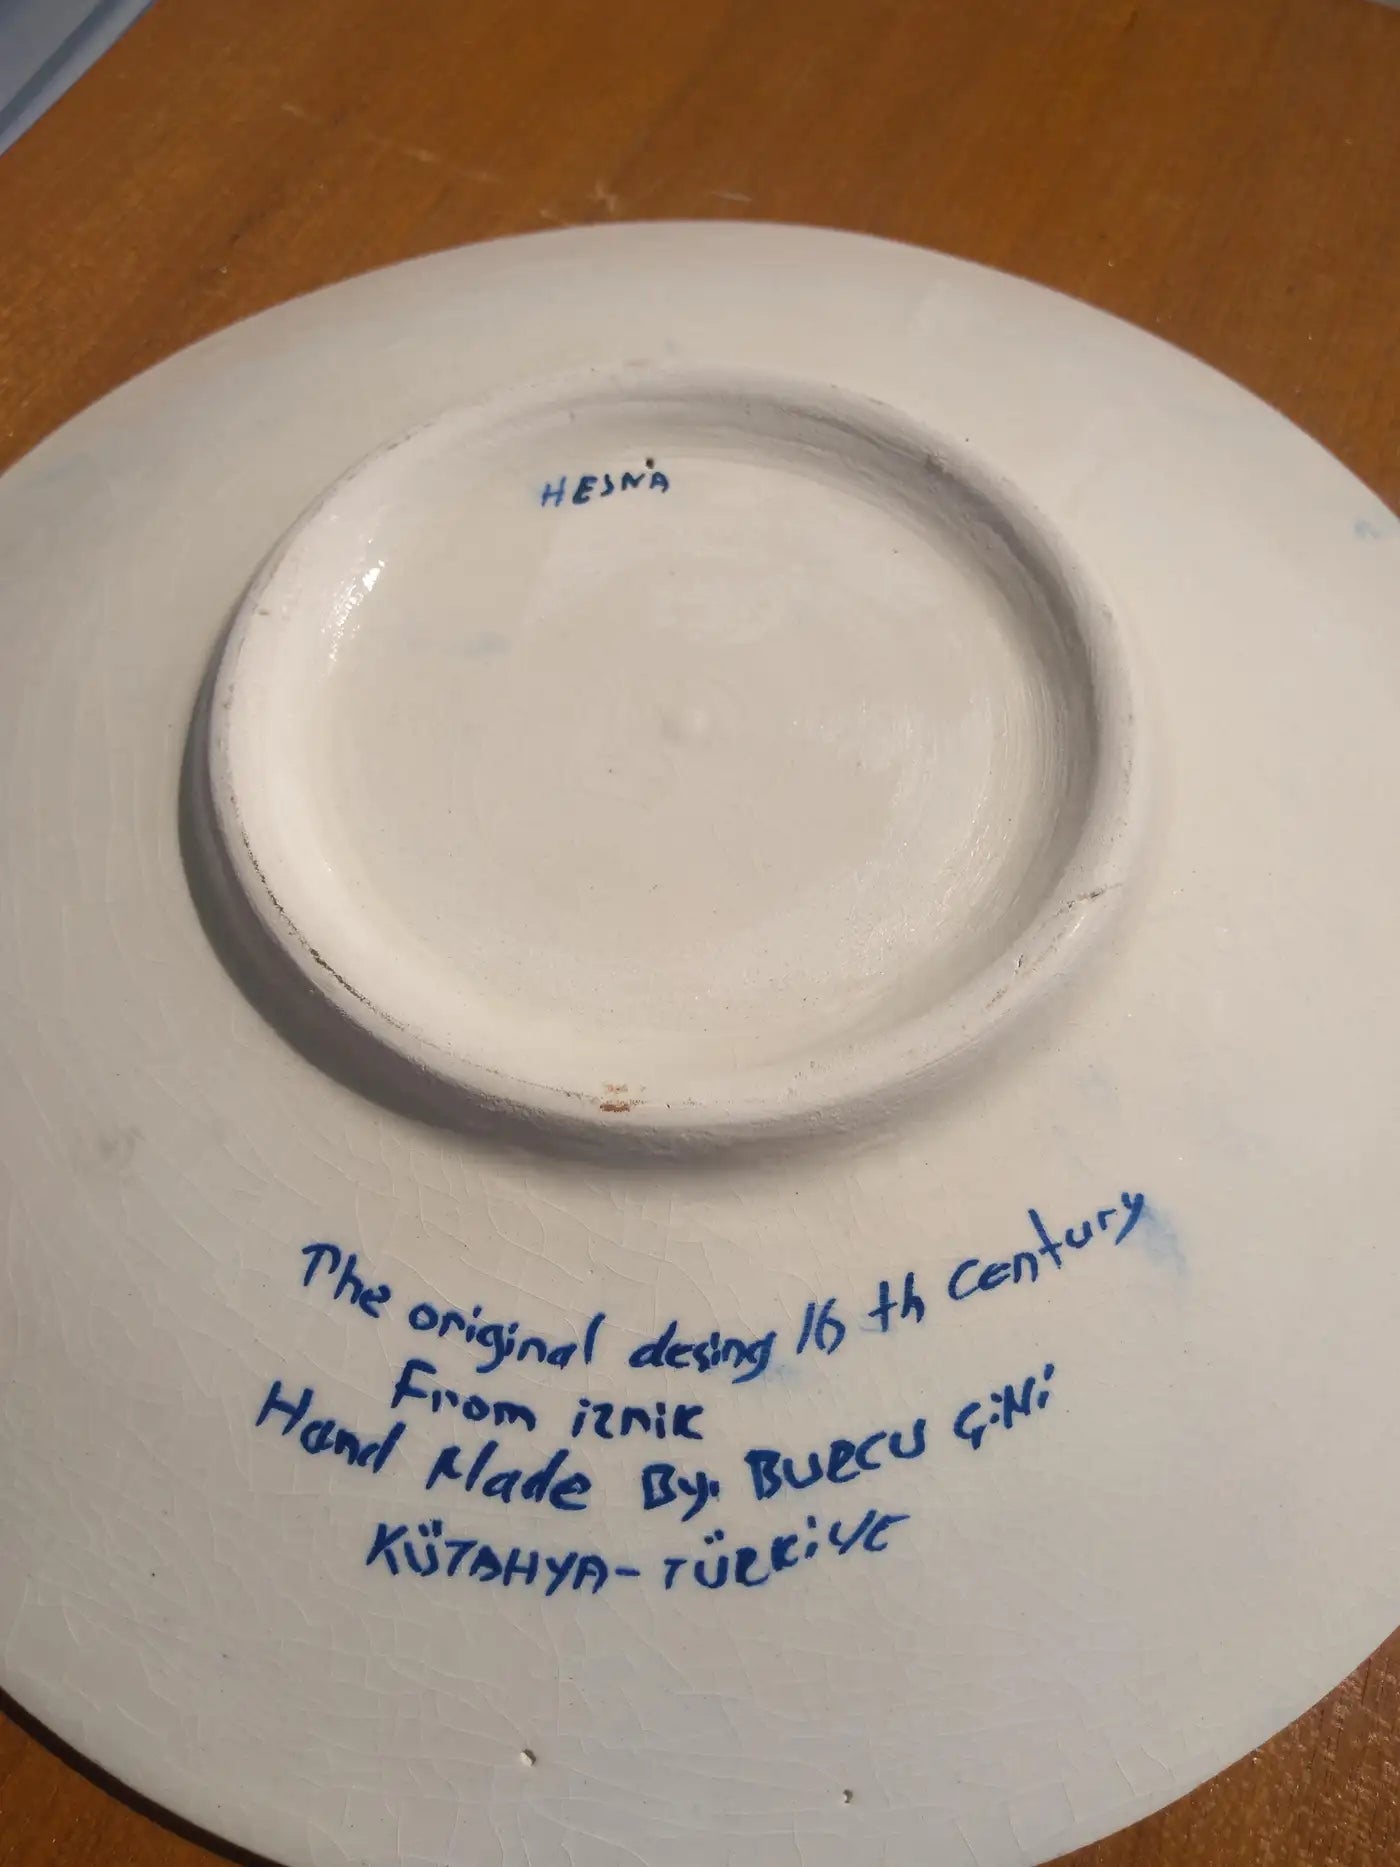 HESNA
The original desing 16 th century
From iznik
Hand Made By. BURCU ÇiNi
KÜTAHYA-TÜRKİYE